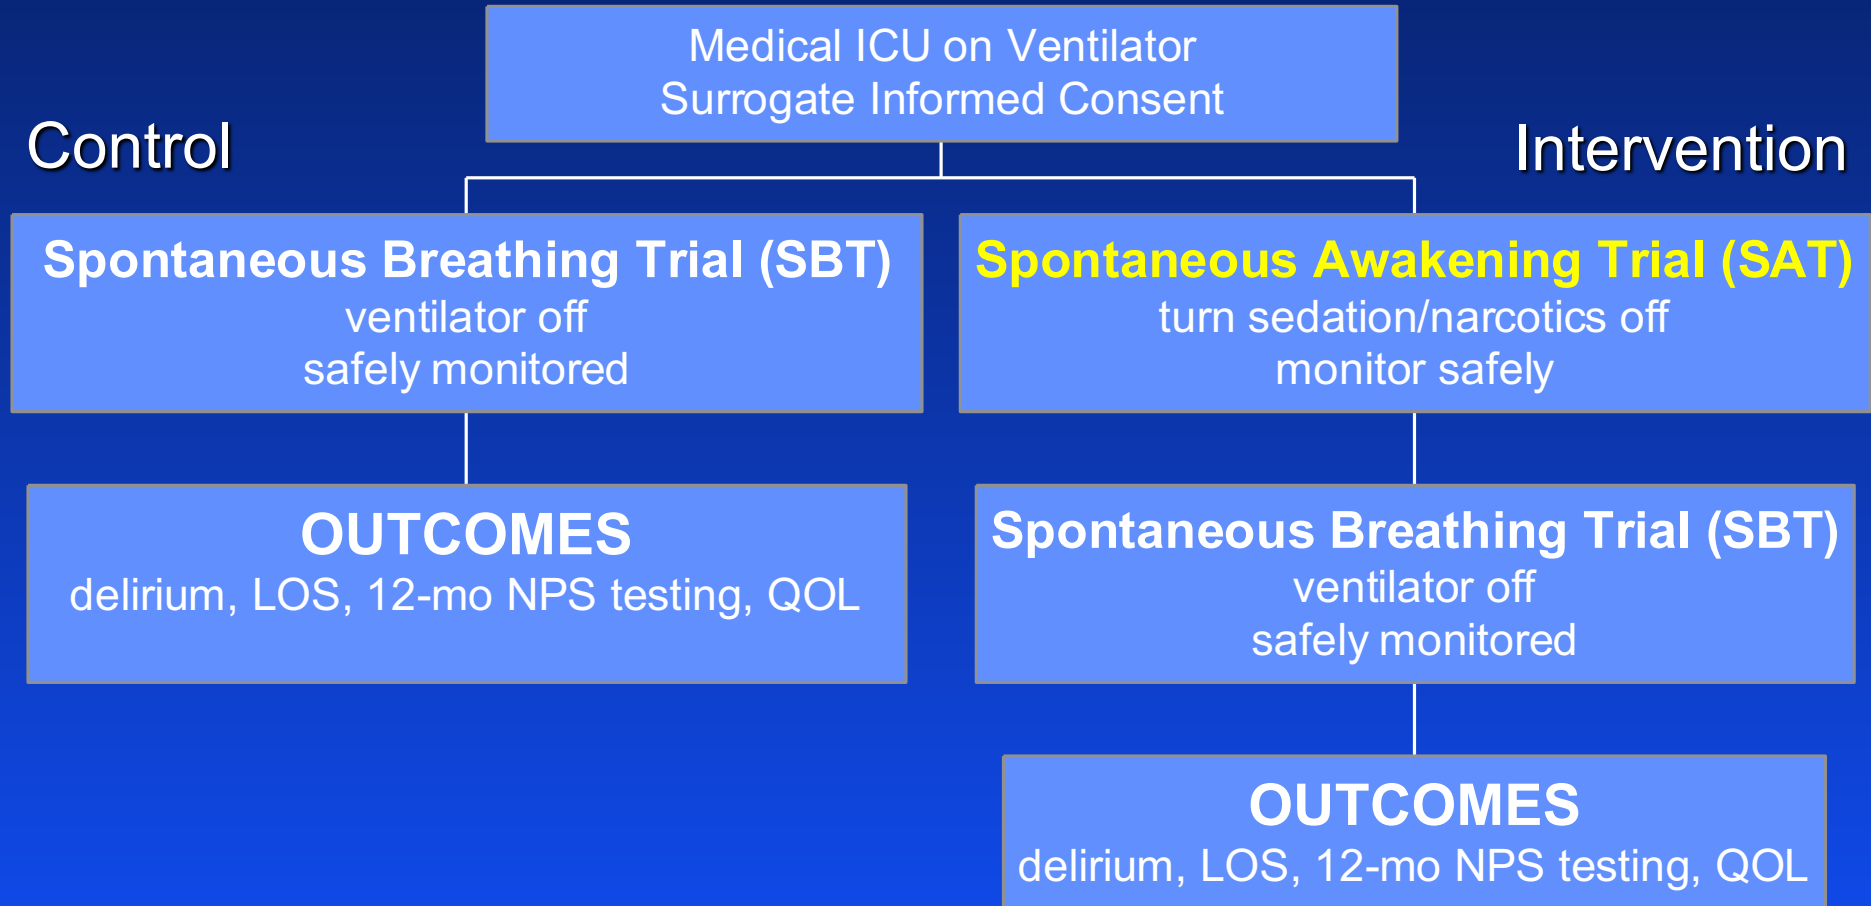 Medical ICU on Ventilator
Surrogate Informed Consent
Control
Intervention
Spontaneous Breathing Trial (SBT)
ventilator off
safely monitored
Spontaneous Awakening Trial (SAT)
turn sedation/narcotics off
monitor safely
OUTCOMES
delirium, LOS, 12-mo NPS testing, QOL
Spontaneous Breathing Trial (SBT)
ventilator off
safely monitored
OUTCOMES
delirium, LOS, 12-mo NPS testing, QOL